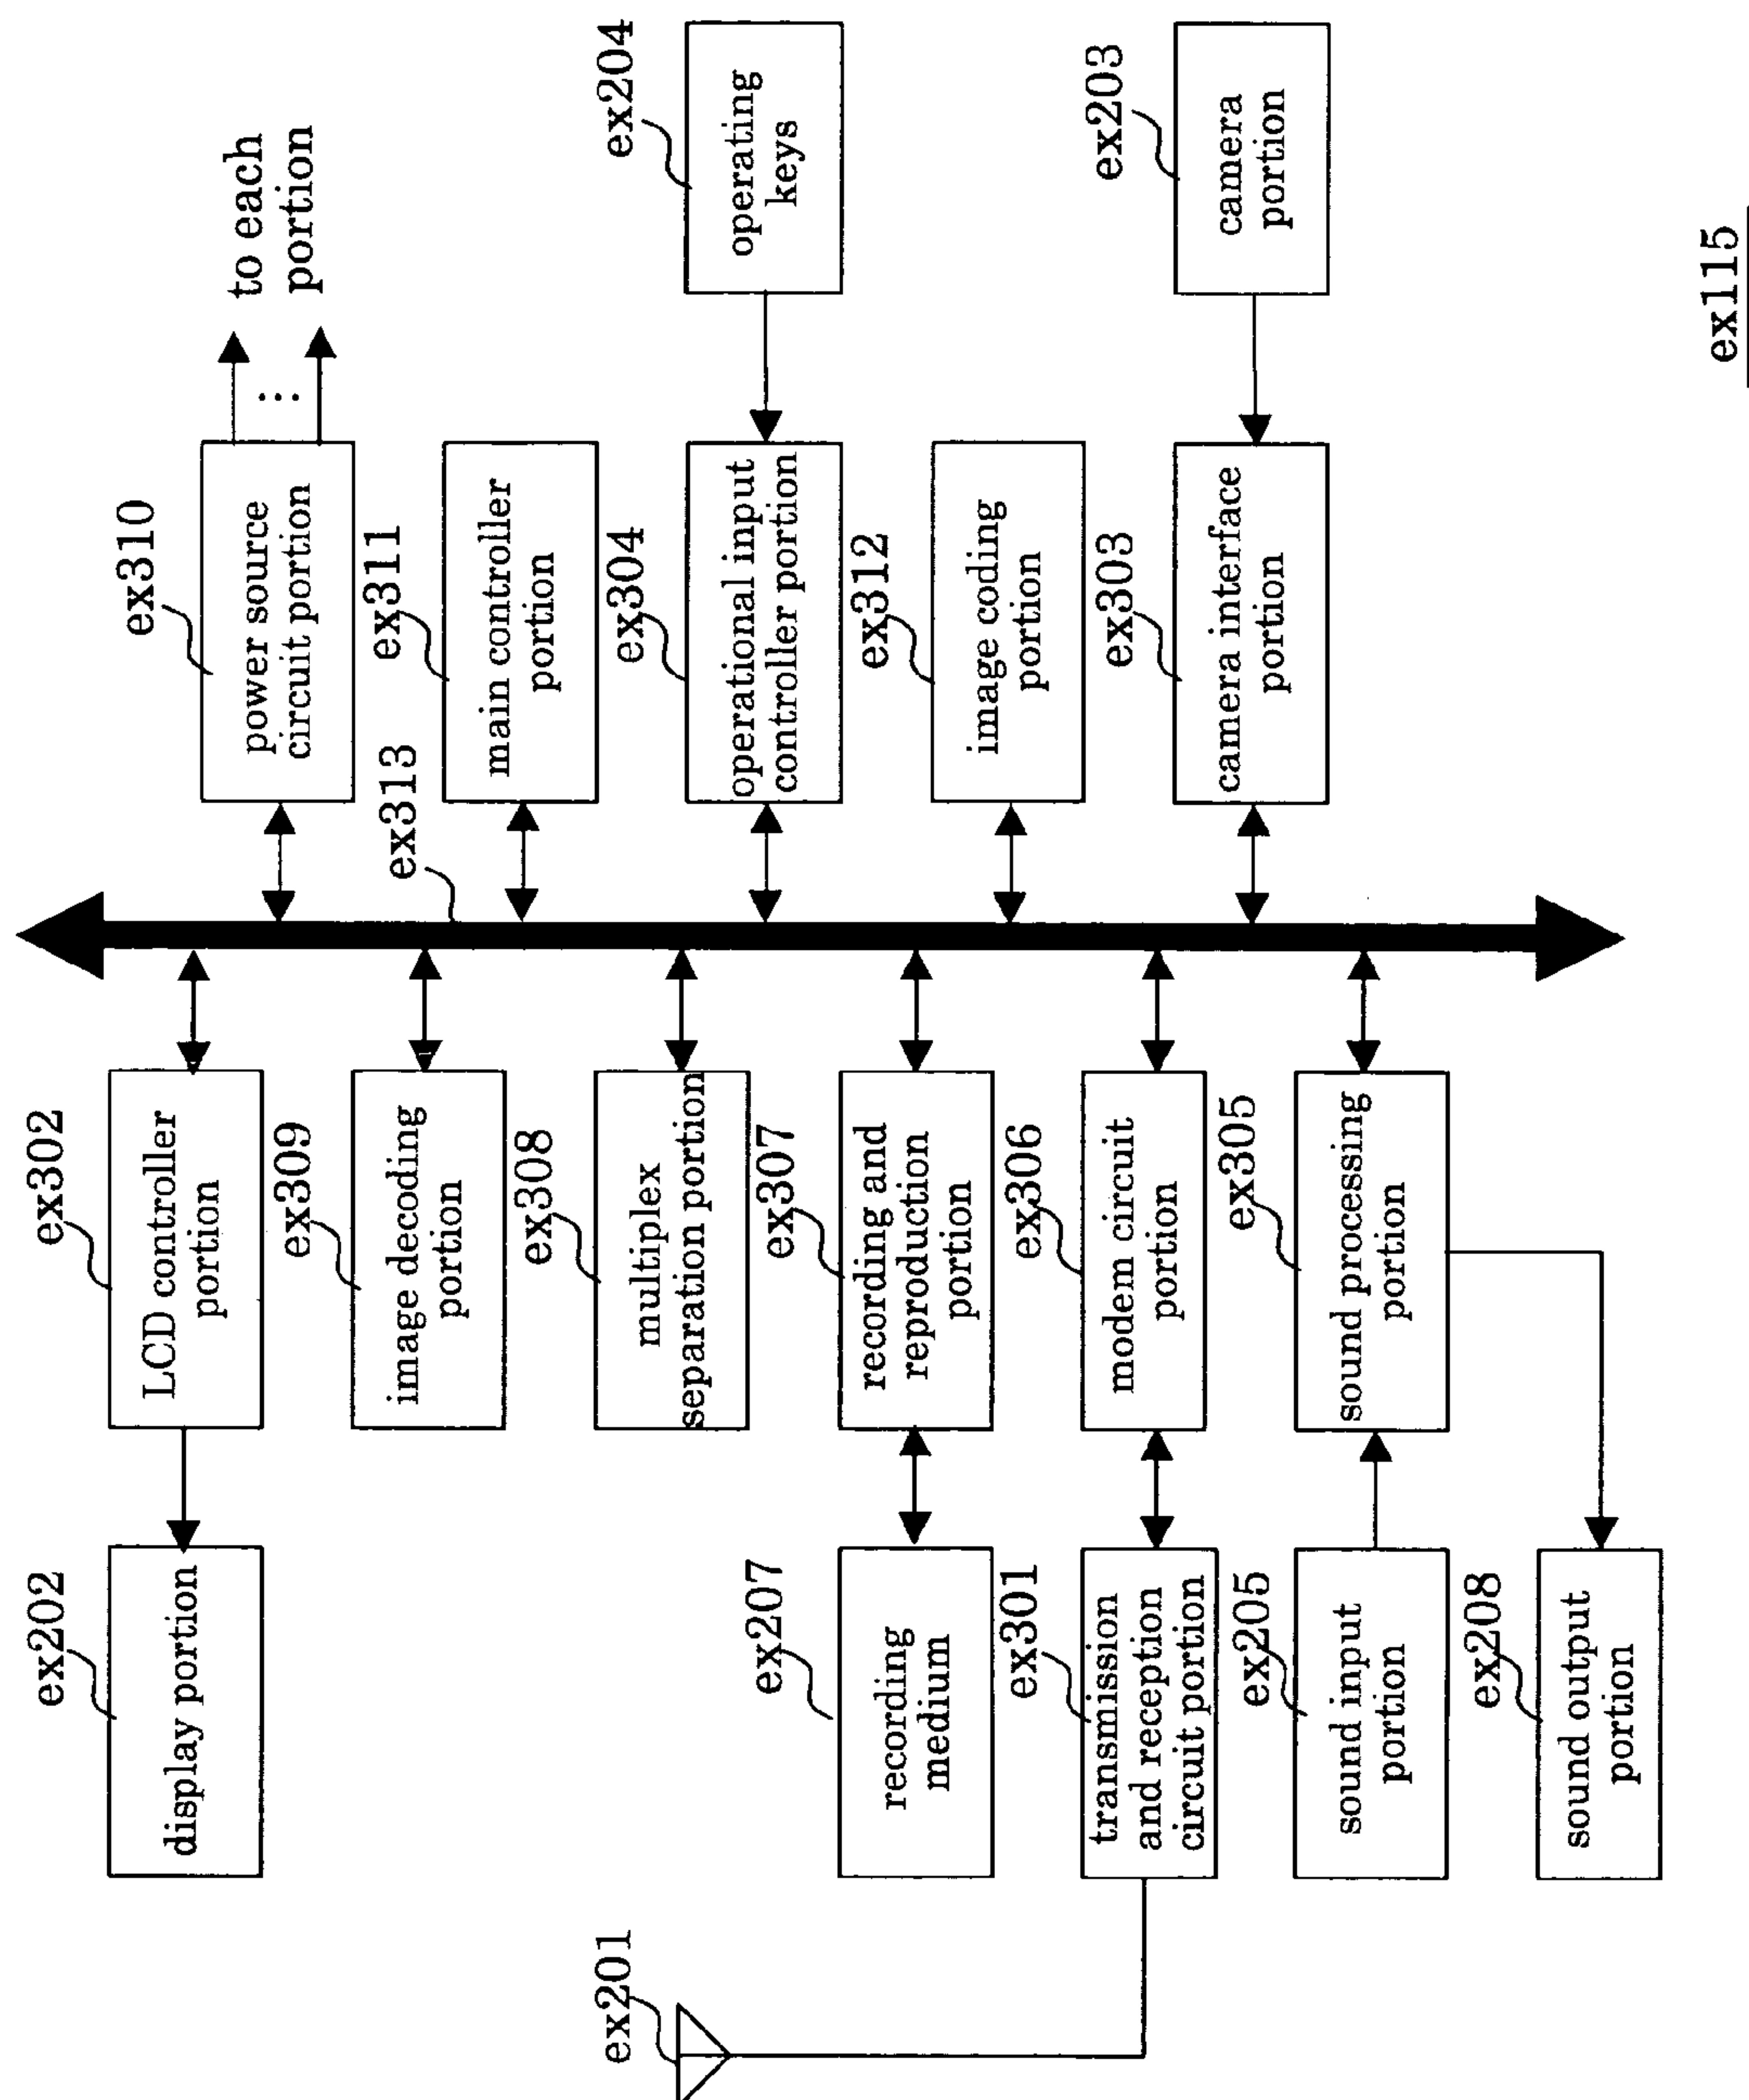 ex202
display portion
ex302
LCD controller
portion
ex309
image decoding
portion
ex308
multiplex
separation portion
ex207
recording
medium
ex307
recording and
reproduction
portion
ex201
ex301
transmission
and reception
circuit portion
ex306
modem circuit
portion
ex205
sound input
portion
ex305
sound processing
portion
ex208
sound output
portion
ex313
ex310
power source
circuit portion
to each
portion
ex311
main controller
portion
ex304
operational input
controller portion
ex204
operating
keys
ex312
image coding
portion
ex303
camera interface
portion
ex203
camera
portion
ex115